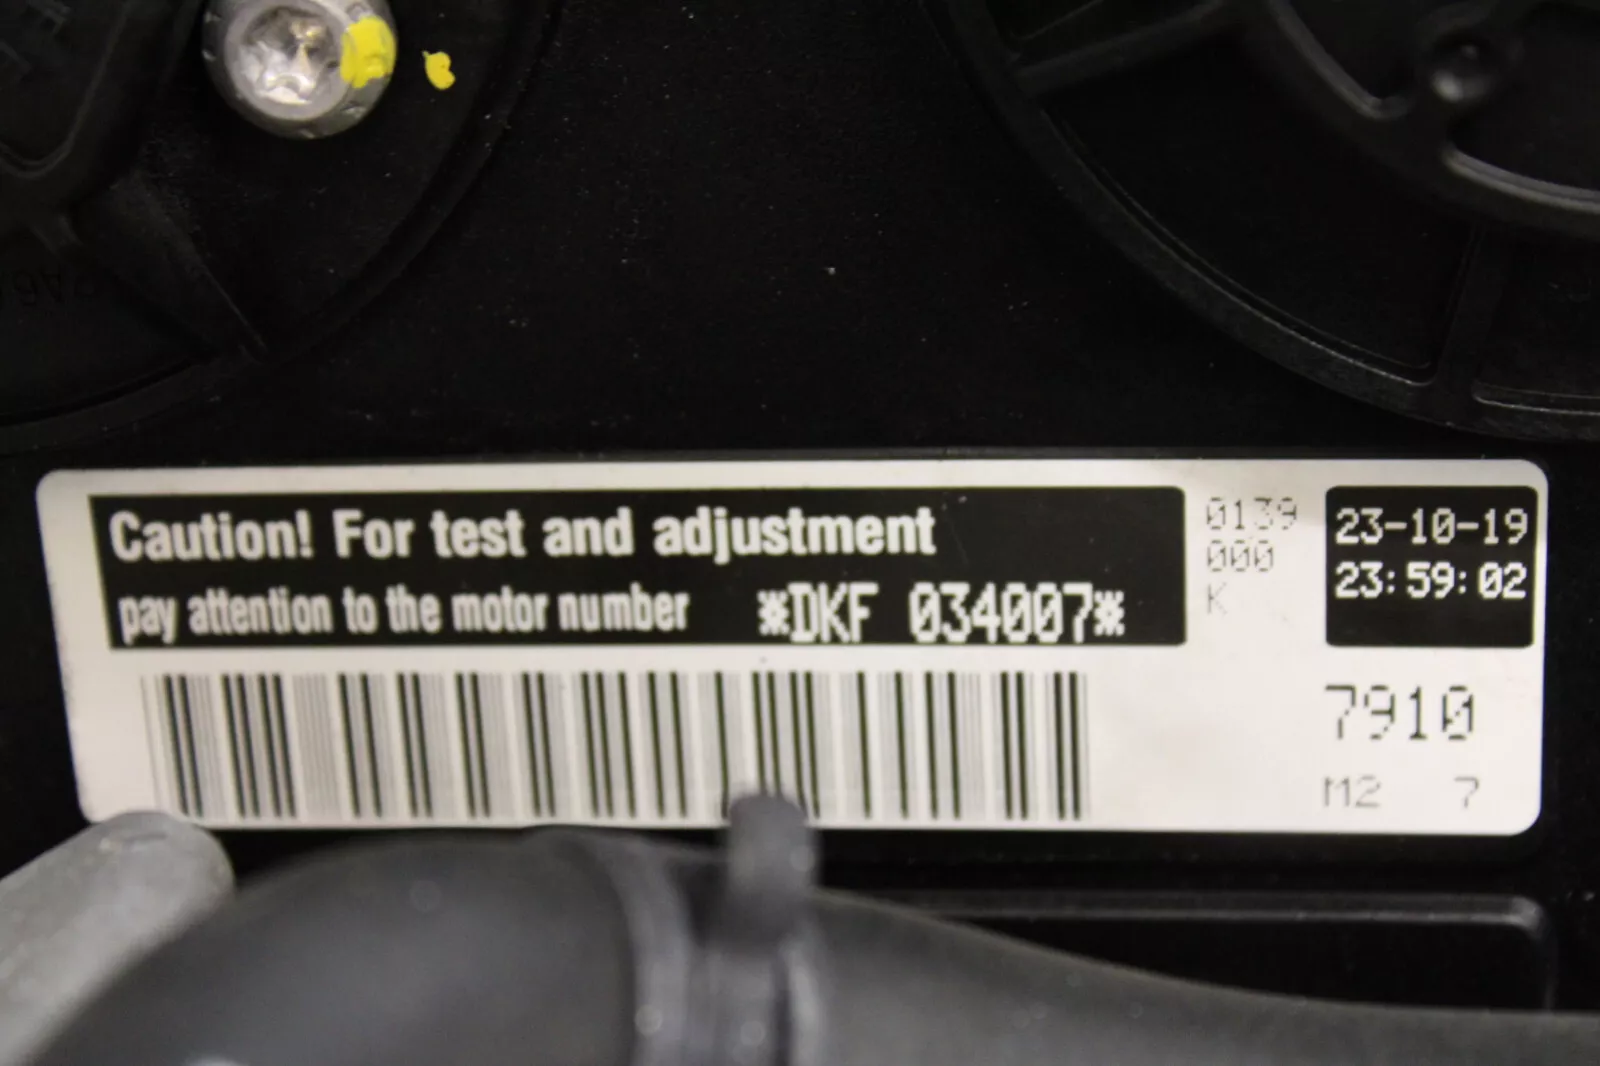 Caution! For test and adjustment
pay attention to the motor number *DKF 034007*
0139
000
K
23-10-19
23:59:02
7910
M2 7